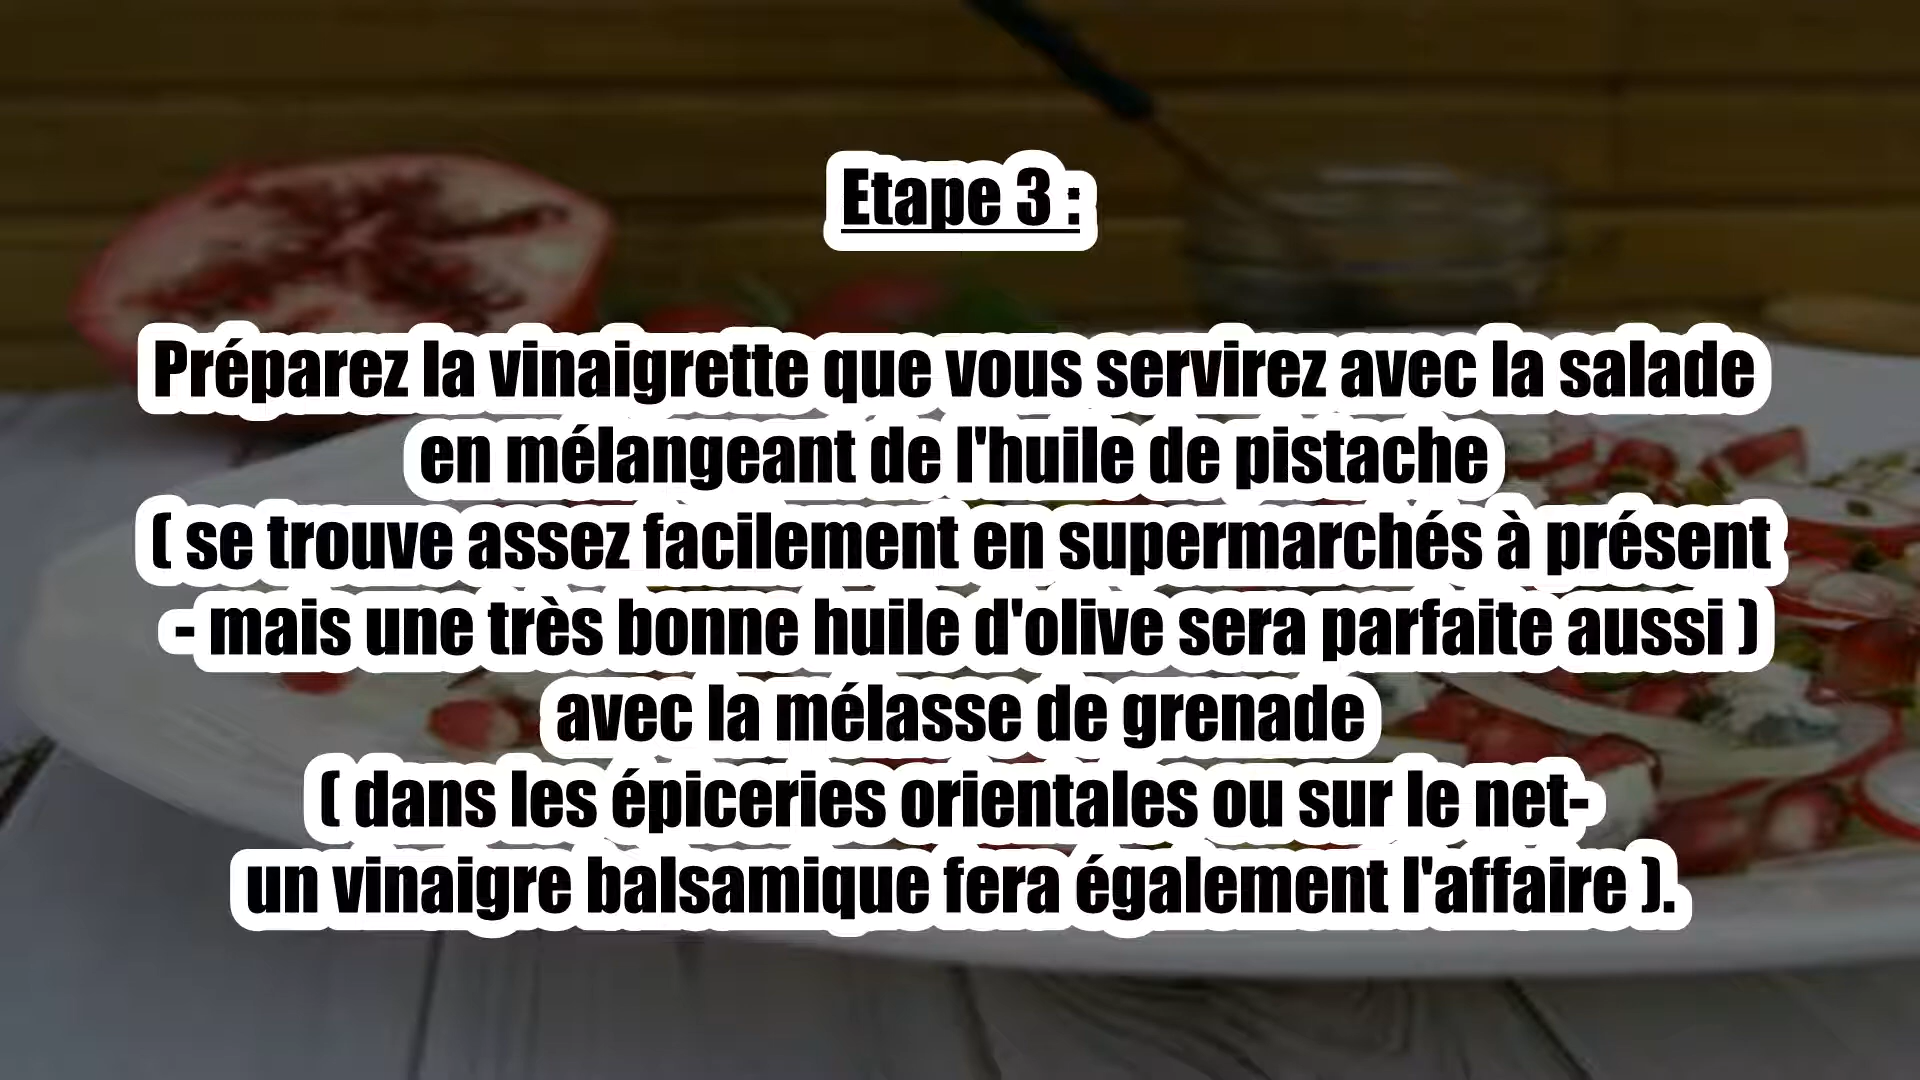 Etape 3 :
Préparez la vinaigrette que vous servirez avec la salade
en mélangeant de l'huile de pistache
( se trouve assez facilement en supermarchés à présent
- mais une très bonne huile d'olive sera parfaite aussi )
avec la mélasse de grenade
( dans les épiceries orientales ou sur le net-
un vinaigre balsamique fera également l'affaire ).